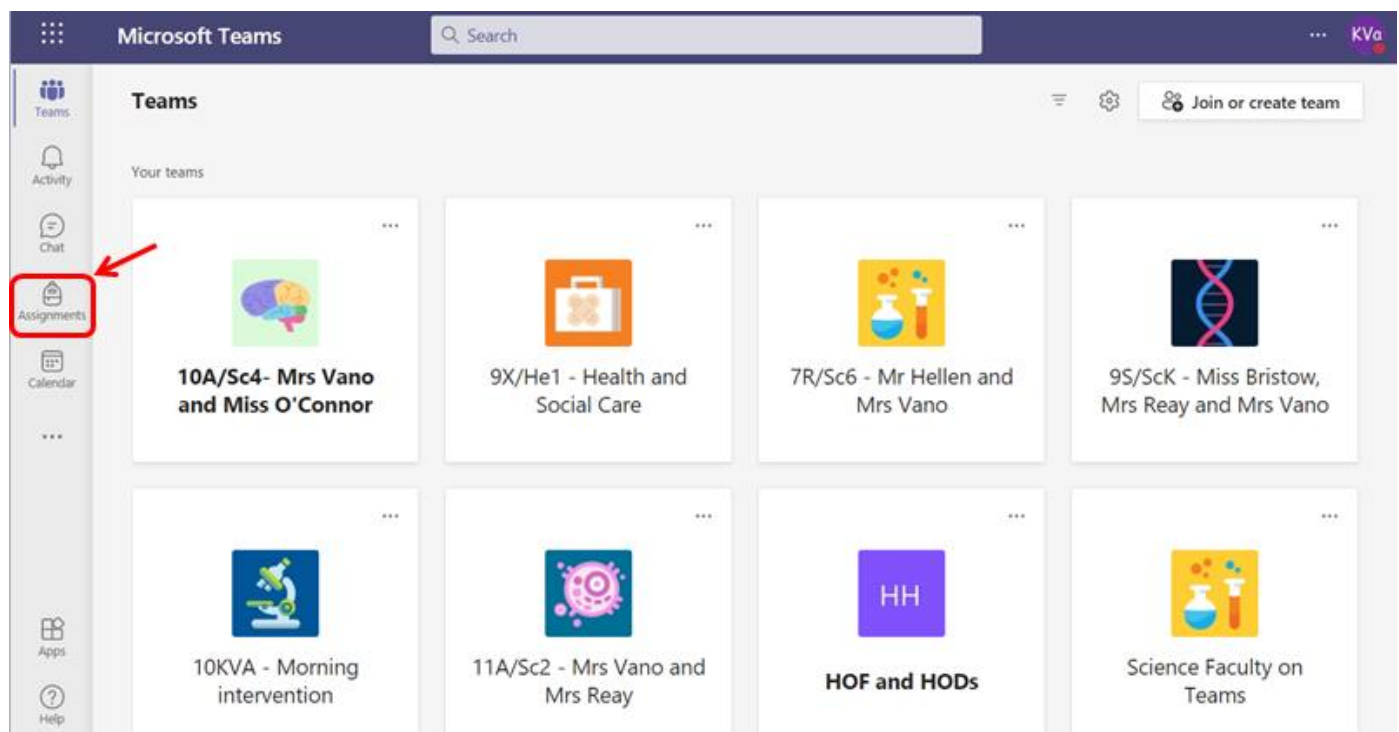 Microsoft Teams
Search
KVa
Teams
Activity
Chat
Assignments
Calendar
Apps
Help
Teams
Join or create team
Your teams
10A/Sc4- Mrs Vano
and Miss O'Connor
9X/He1 - Health and
Social Care
7R/Sc6 - Mr Hellen and
Mrs Vano
9S/ScK - Miss Bristow,
Mrs Reay and Mrs Vano
10KVA - Morning
intervention
11A/Sc2 - Mrs Vano and
Mrs Reay
HH
HOF and HODs
Science Faculty on
Teams